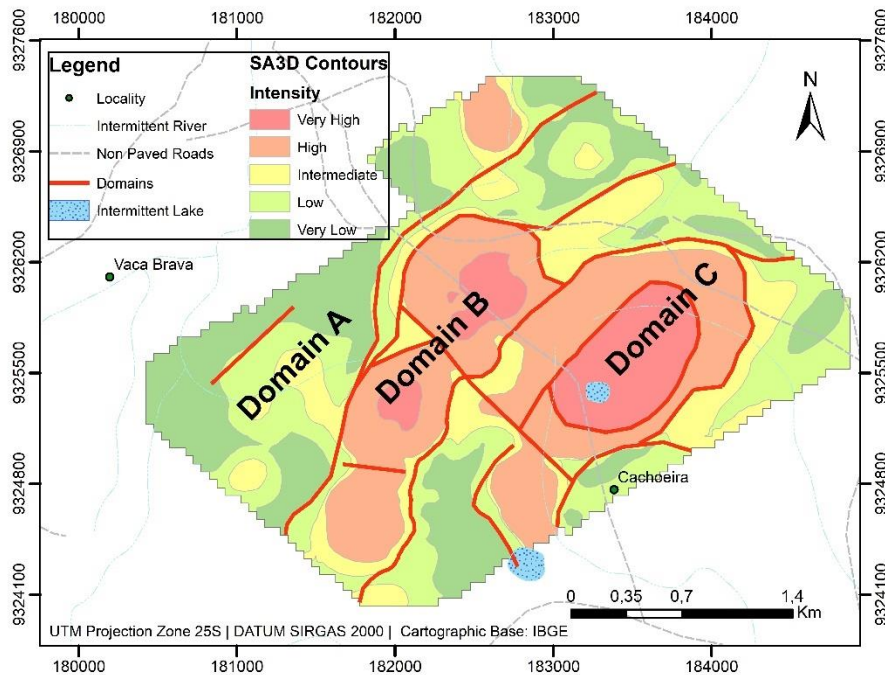 180000 181000 182000 183000 184000
9327600 9327600
Legend
Locality
Intermittent River
Non Paved Roads
Domains
Intermittent Lake
SA3D Contours
Intensity
Very High
High
Intermediate
Low
Very Low
N
9326900 9326900
9326200 9326200
Vaca Brava
Domain A
Domain B
Domain C
9325500 9325500
9324800 9324800
Cachoeira
9324100 9324100
0 0,35 0,7 1,4
Km
UTM Projection Zone 25S | DATUM SIRGAS 2000 | Cartographic Base: IBGE
180000 181000 182000 183000 184000